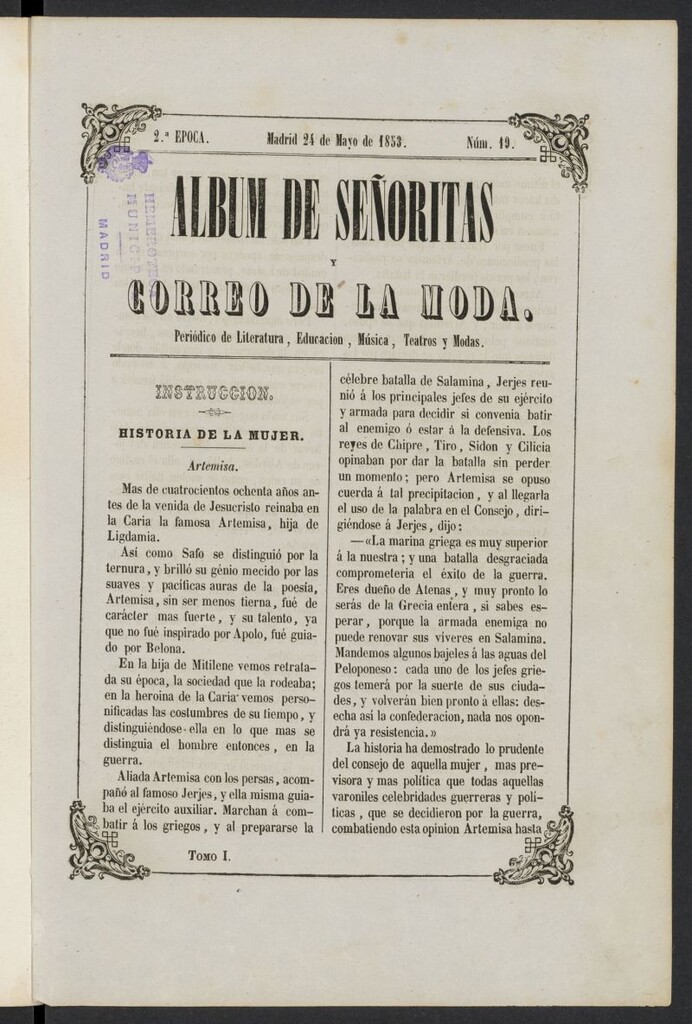 2.ª EPOCA. Madrid 24 de Mayo de 1853. Núm. 19.
ALBUM DE SEÑORITAS
Y
CORREO DE LA MODA.
Periódico de Literatura, Educacion, Música, Teatros y Modas.
INSTRUCCION.
HISTORIA DE LA MUJER.
Artemisa.
Mas de cuatrocientos ochenta años an-
tes de la venida de Jesucristo reinaba en
la Caria la famosa Artemisa, hija de
Ligdamia.
Así como Safo se distinguió por la
ternura, y brilló su génio mecido por las
suaves y pacíficas auras de la poesía,
Artemisa, sin ser menos tierna, fué de
carácter mas fuerte, y su talento, ya
que no fué inspirado por Apolo, fué guia-
do por Belona.
En la hija de Mitilene vemos retrata-
da su época, la sociedad que la rodeaba;
en la heroina de la Caria vemos perso-
nificadas las costumbres de su tiempo, y
distinguiéndose ella en lo que mas se
distinguia el hombre entonces, en la
guerra.
Aliada Artemisa con los persas, acom-
pañó al famoso Jerjes, y ella misma guia-
ba el ejército auxiliar. Marchan á com-
batir á los griegos, y al prepararse la
célebre batalla de Salamina, Jerjes reu-
nió á los principales jefes de su ejército
y armada para decidir si convenia batir
al enemigo ó estar á la defensiva. Los
reyes de Chipre, Tiro, Sidon y Cilicia
opinaban por dar la batalla sin perder
un momento; pero Artemisa se opuso
cuerda á tal precipitacion, y al llegarla
el uso de la palabra en el Consejo, diri-
giéndose á Jerjes, dijo:
—«La marina griega es muy superior
á la nuestra; y una batalla desgraciada
comprometeria el éxito de la guerra.
Eres dueño de Atenas, y muy pronto lo
serás de la Grecia entera, si sabes es-
perar, porque la armada enemiga no
puede renovar sus víveres en Salamina.
Mandemos algunos bajeles á las aguas del
Peloponeso: cada uno de los jefes grie-
gos temerá por la suerte de sus ciuda-
des, y volverán bien pronto á ellas: des-
echa así la confederacion, nada nos opon-
drá ya resistencia.»
La historia ha demostrado lo prudente
del consejo de aquella mujer, mas pre-
visora y mas política que todas aquellas
varoniles celebridades guerreras y polí-
ticas, que se decidieron por la guerra,
combatiendo esta opinion Artemisa hasta
TOMO I.
HEMEROTECA
MUNICIPAL
MADRID